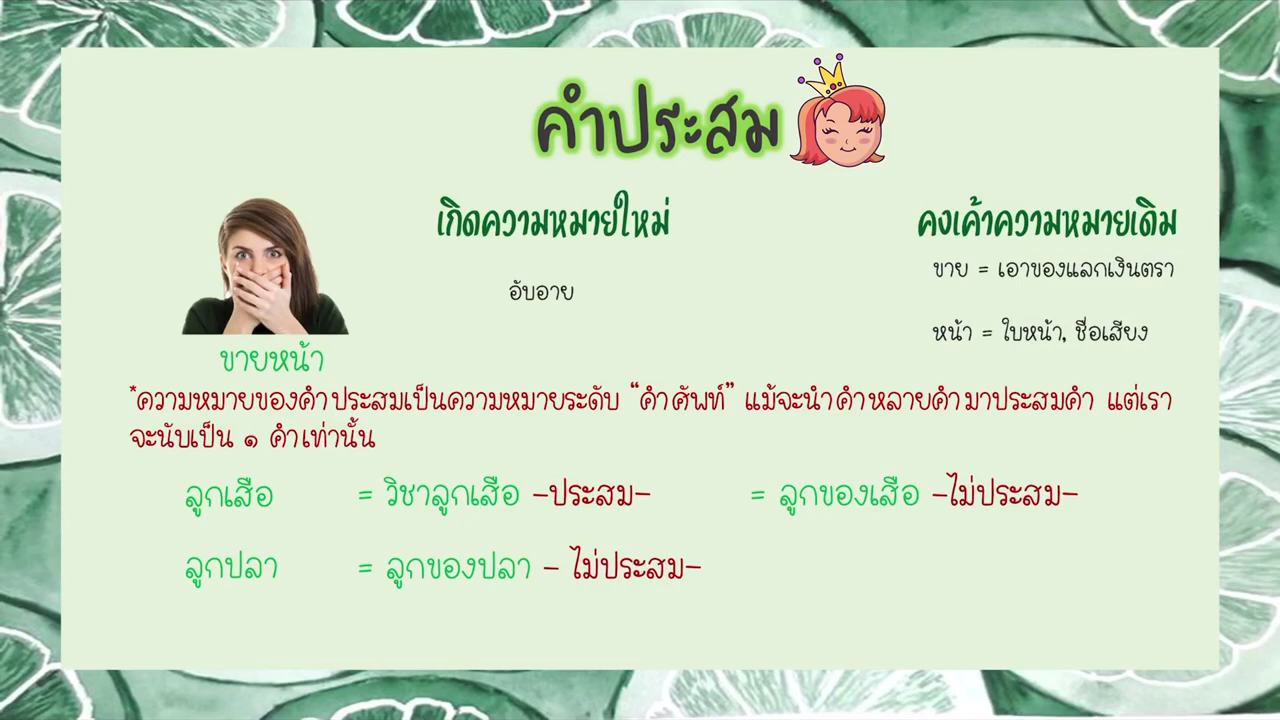 คำประสม
เกิดความหมายใหม่
คงเค้าความหมายเดิม
ขาย = เอาของแลกเงินตรา
อับอาย
หน้า = ใบหน้า, ชื่อเสียง
ขายหน้า
*ความหมายของคำประสมเป็นความหมายระดับ “คำศัพท์” แม้จะนำคำหลายคำมาประสมคำ แต่เรา
จะนับเป็น ๑ คำเท่านั้น
ลูกเสือ = วิชาลูกเสือ -ประสม- = ลูกของเสือ -ไม่ประสม-
ลูกปลา = ลูกของปลา - ไม่ประสม-